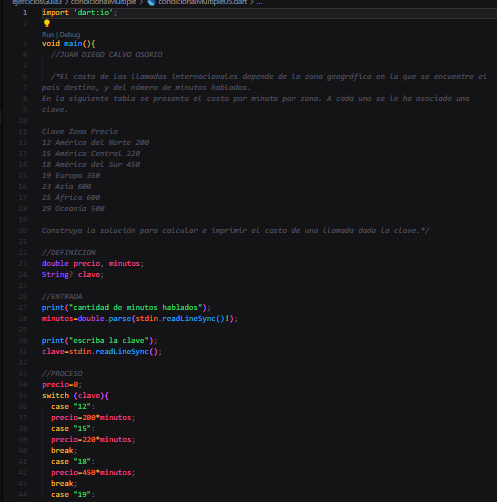 ejerciciosGuia3 > condicionalMultiple > condicionalMultiple05.dart > ...
1 import 'dart:io';
2
Run | Debug
3 void main(){
4 //JUAN DIEGO CALVO OSORIO
5
6 /*El costo de las llamadas internacionales depende de la zona geográfica en la que se encuentre el
7 país destino, y del número de minutos hablados.
8 En la siguiente tabla se presenta el costo por minuto por zona. A cada uno se le ha asociado una
9 clave.
10
11 Clave Zona Precio
12 12 América del Norte 200
13 15 América Central 220
14 18 América del Sur 450
15 19 Europa 350
16 23 Asia 600
17 25 África 600
18 29 Oceanía 500
19
20 Construya la solución para calcular e imprimir el costo de una llamada dada la clave.*/
21
22 //DEFINICION
23 double precio, minutos;
24 String? clave;
25
26 //ENTRADA
27 print("cantidad de minutos hablados");
28 minutos=double.parse(stdin.readLineSync()!);
29
30 print("escriba la clave");
31 clave=stdin.readLineSync();
32
33 //PROCESO
34 precio=0;
35 switch (clave){
36 case "12":
37 precio=200*minutos;
38 case "15":
39 precio=220*minutos;
40 break;
41 case "18":
42 precio=450*minutos;
43 break;
44 case "19":